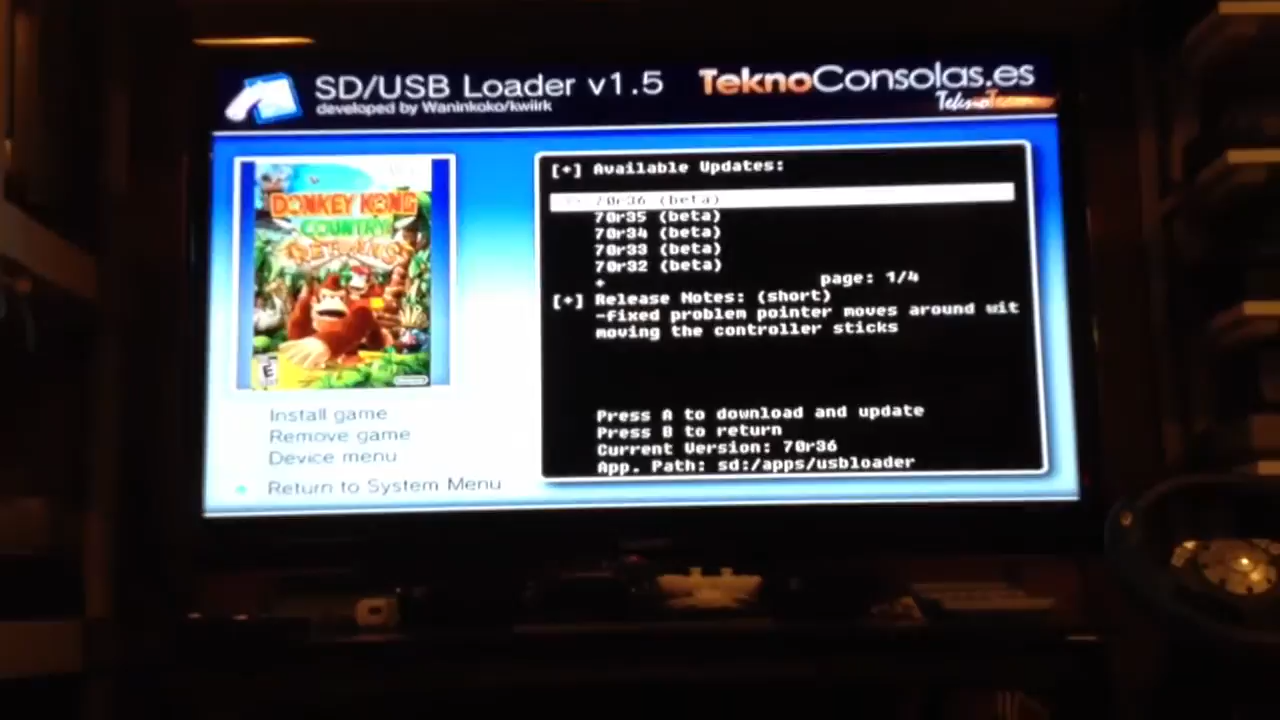 SD/USB Loader v1.5
developed by Waninkoko/kwiirk
TeknoConsolas.es
TeknoTeam
DONKEY KONG
COUNTRY
RETURNS
E
[+] Available Updates:
70r36 (beta)
70r35 (beta)
70r34 (beta)
70r33 (beta)
70r32 (beta)
+ page: 1/4
[+] Release Notes: (short)
-fixed problem pointer moves around wit
moving the controller sticks
Press A to download and update
Press B to return
Current Version: 70r36
App. Path: sd:/apps/usbloader
Install game
Remove game
Device menu
Return to System Menu